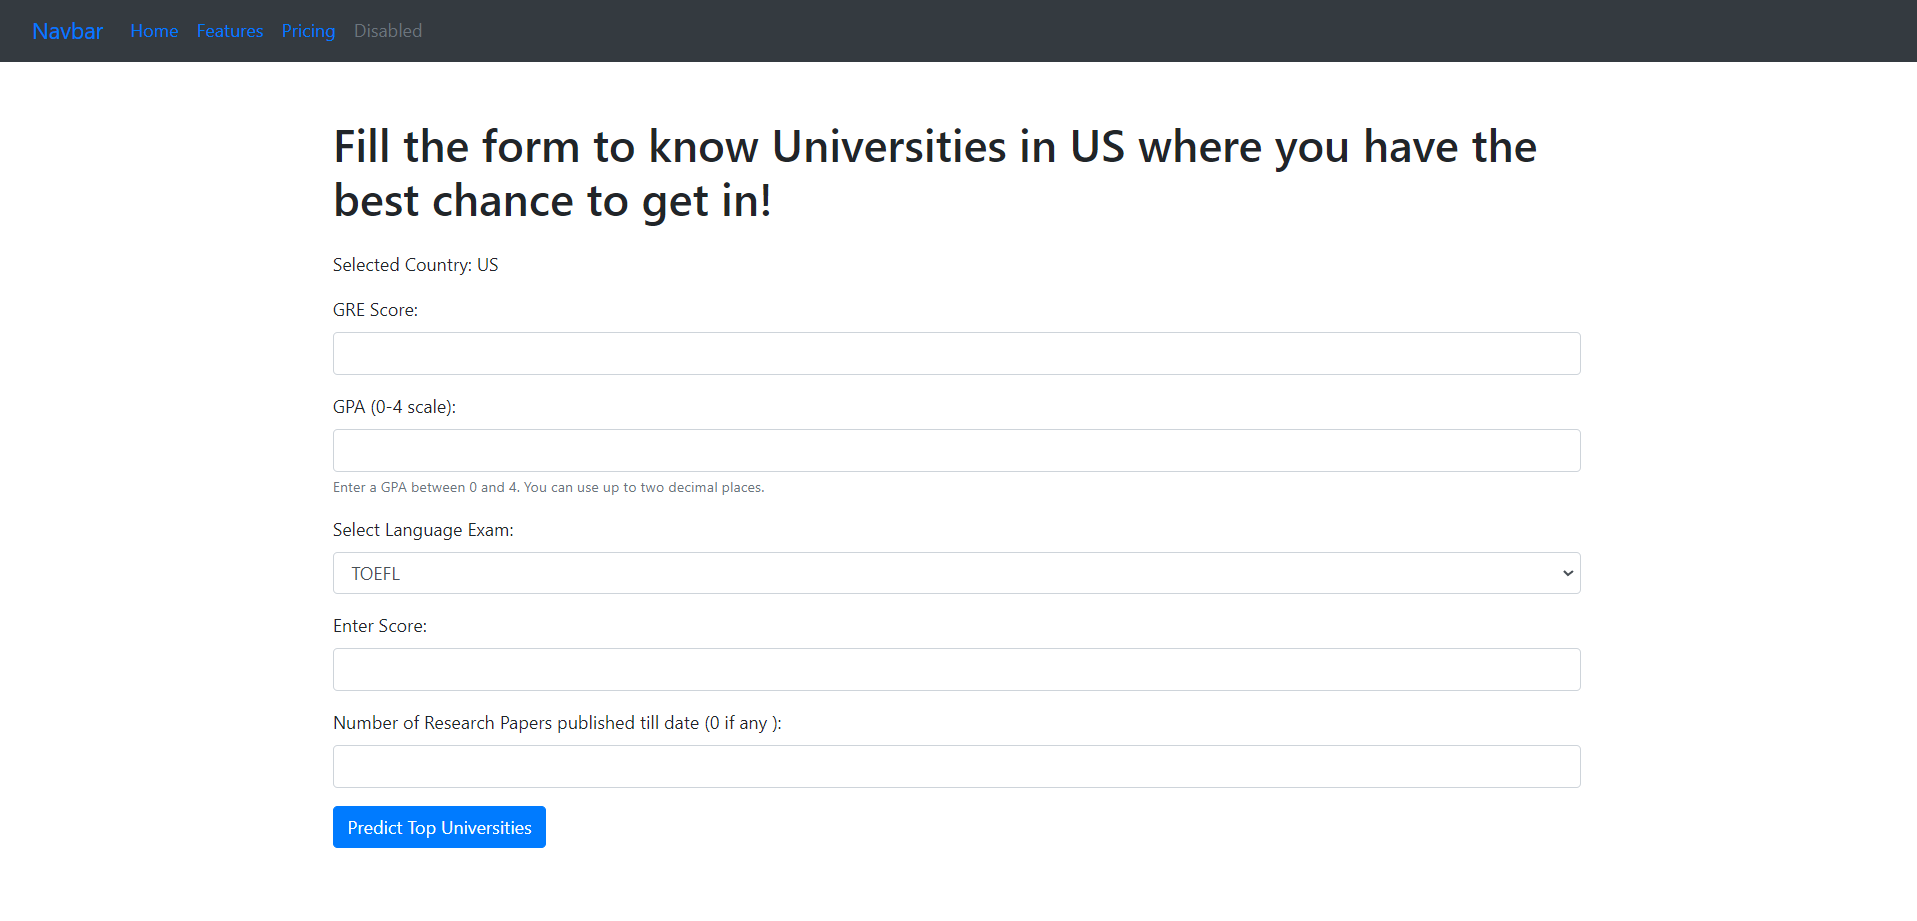 Navbar Home Features Pricing Disabled
Fill the form to know Universities in US where you have the
best chance to get in!
Selected Country: US
GRE Score:
GPA (0-4 scale):
Enter a GPA between 0 and 4. You can use up to two decimal places.
Select Language Exam:
TOEFL
Enter Score:
Number of Research Papers published till date (0 if any ):
Predict Top Universities